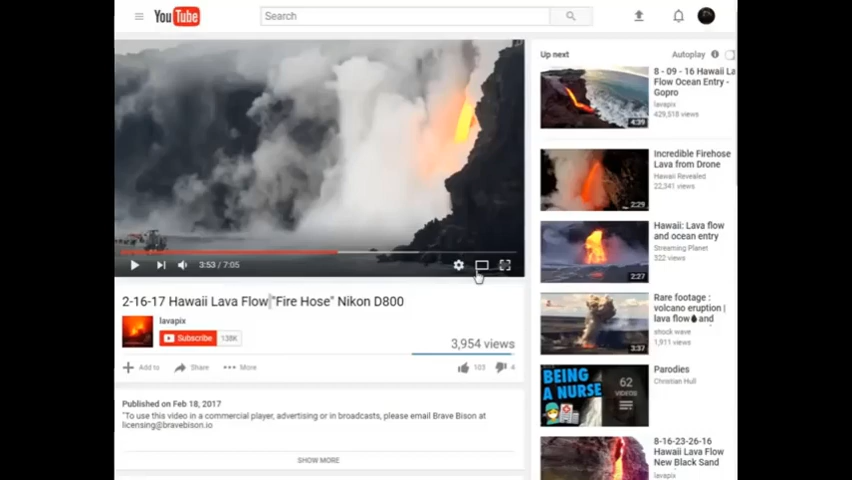 YouTube
Search
3:53 / 7:05
2-16-17 Hawaii Lava Flow "Fire Hose" Nikon D800
lavapix
Subscribe 138K
3,954 views
Add to Share More
103 4
Published on Feb 18, 2017
"To use this video in a commercial player, advertising or in broadcasts, please email Brave Bison at
licensing@bravebison.io
SHOW MORE
Up next Autoplay
8 - 09 - 16 Hawaii La
Flow Ocean Entry -
Gopro
lavapix
429,518 views
4:39
Incredible Firehose
Lava from Drone
Hawaii Revealed
22,341 views
2:29
Hawaii: Lava flow
and ocean entry
Streaming Planet
322 views
2:27
Rare footage :
volcano eruption |
lava flow and
shock wave
1,911 views
3:37
BEING
A NURSE
62
VIDEOS
Parodies
Christian Hull
8-16-23-26-16
Hawaii Lava Flow
New Black Sand
lavapix